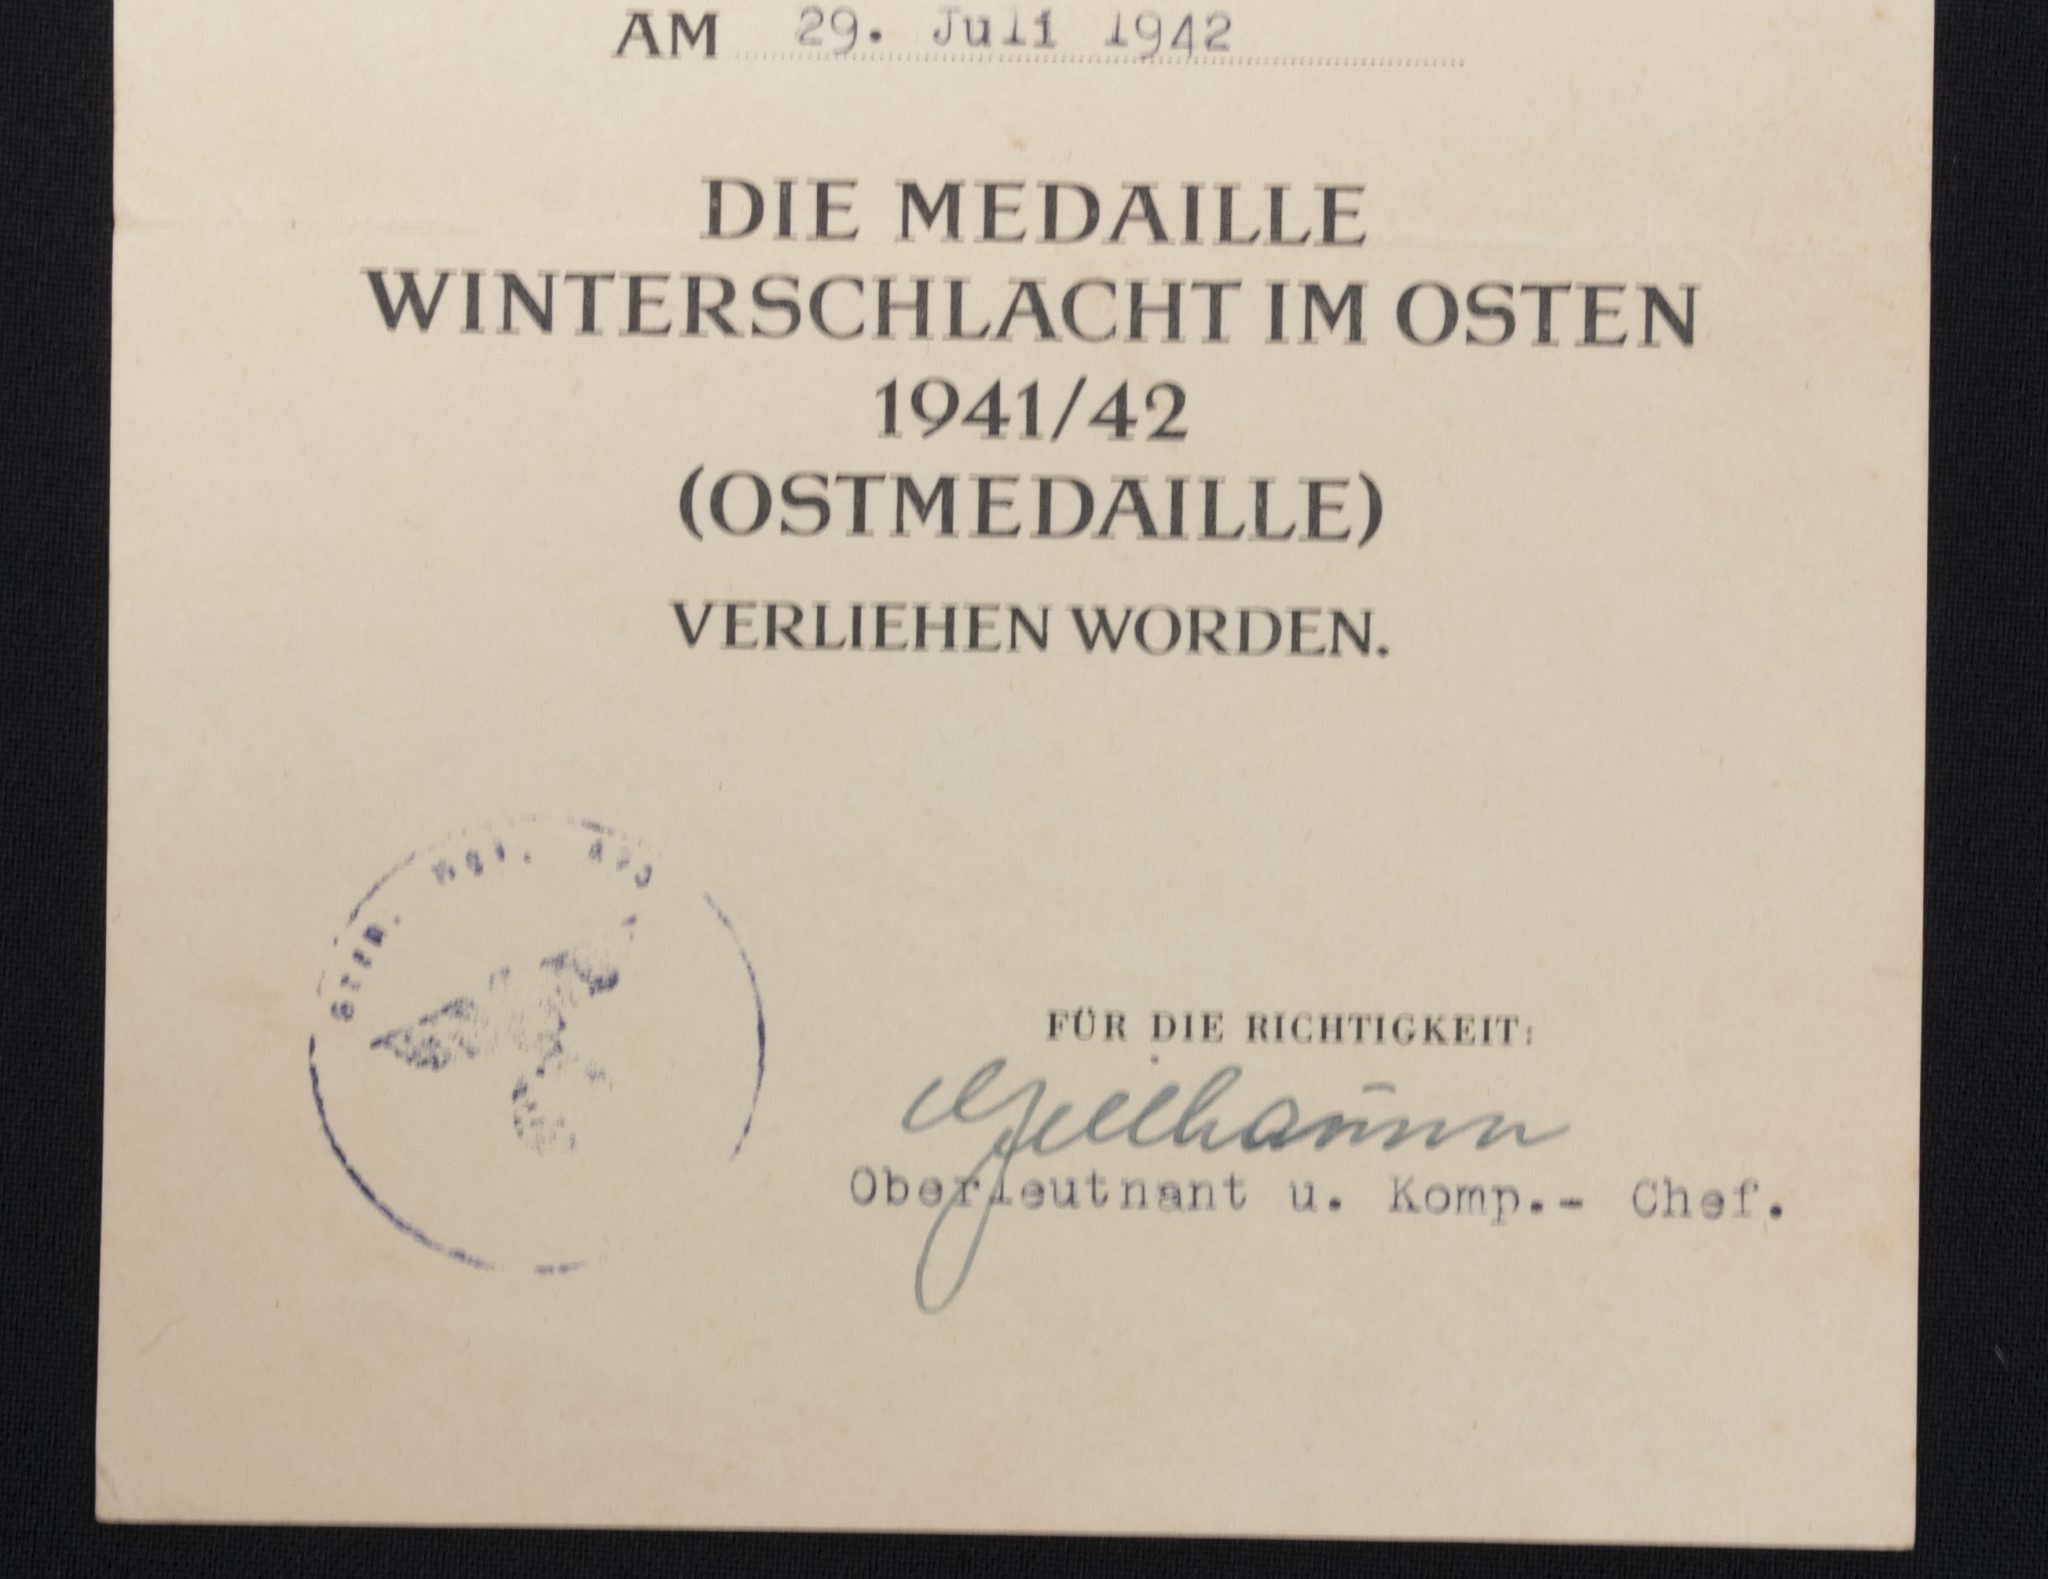 AM 29. Juli 1942
DIE MEDAILLE
WINTERSCHLACHT IM OSTEN
1941/42
(OSTMEDAILLE)
VERLIEHEN WORDEN.
FÜR DIE RICHTIGKEIT:
Oberleutnant u. Komp.- Chef.